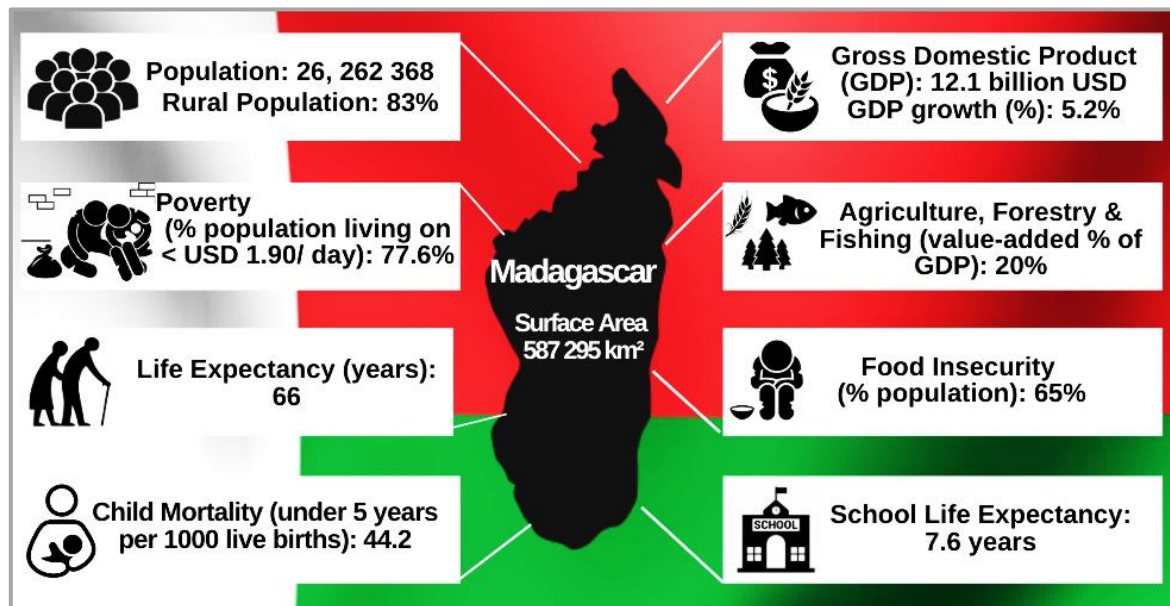 Population: 26, 262 368
Rural Population: 83%
Poverty
(% population living on
< USD 1.90/ day): 77.6%
Life Expectancy (years):
66
Child Mortality (under 5 years
per 1000 live births): 44.2
Madagascar
Surface Area
587 295 km²
$
Gross Domestic Product
(GDP): 12.1 billion USD
GDP growth (%): 5.2%
Agriculture, Forestry &
Fishing (value-added % of
GDP): 20%
Food Insecurity
(% population): 65%
SCHOOL
School Life Expectancy:
7.6 years